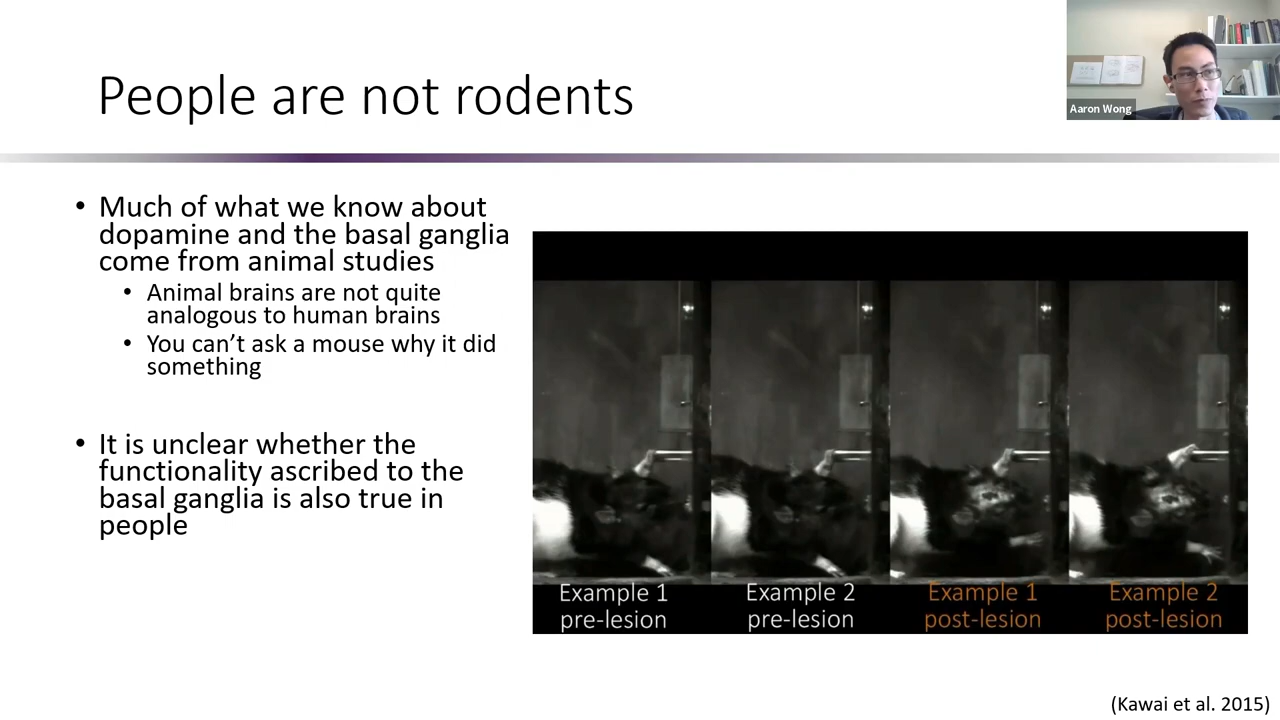 People are not rodents
Aaron Wong
• Much of what we know about
dopamine and the basal ganglia
come from animal studies
• Animal brains are not quite
analogous to human brains
• You can’t ask a mouse why it did
something
• It is unclear whether the
functionality ascribed to the
basal ganglia is also true in
people
Example 1
pre-lesion
Example 2
pre-lesion
Example 1
post-lesion
Example 2
post-lesion
(Kawai et al. 2015)